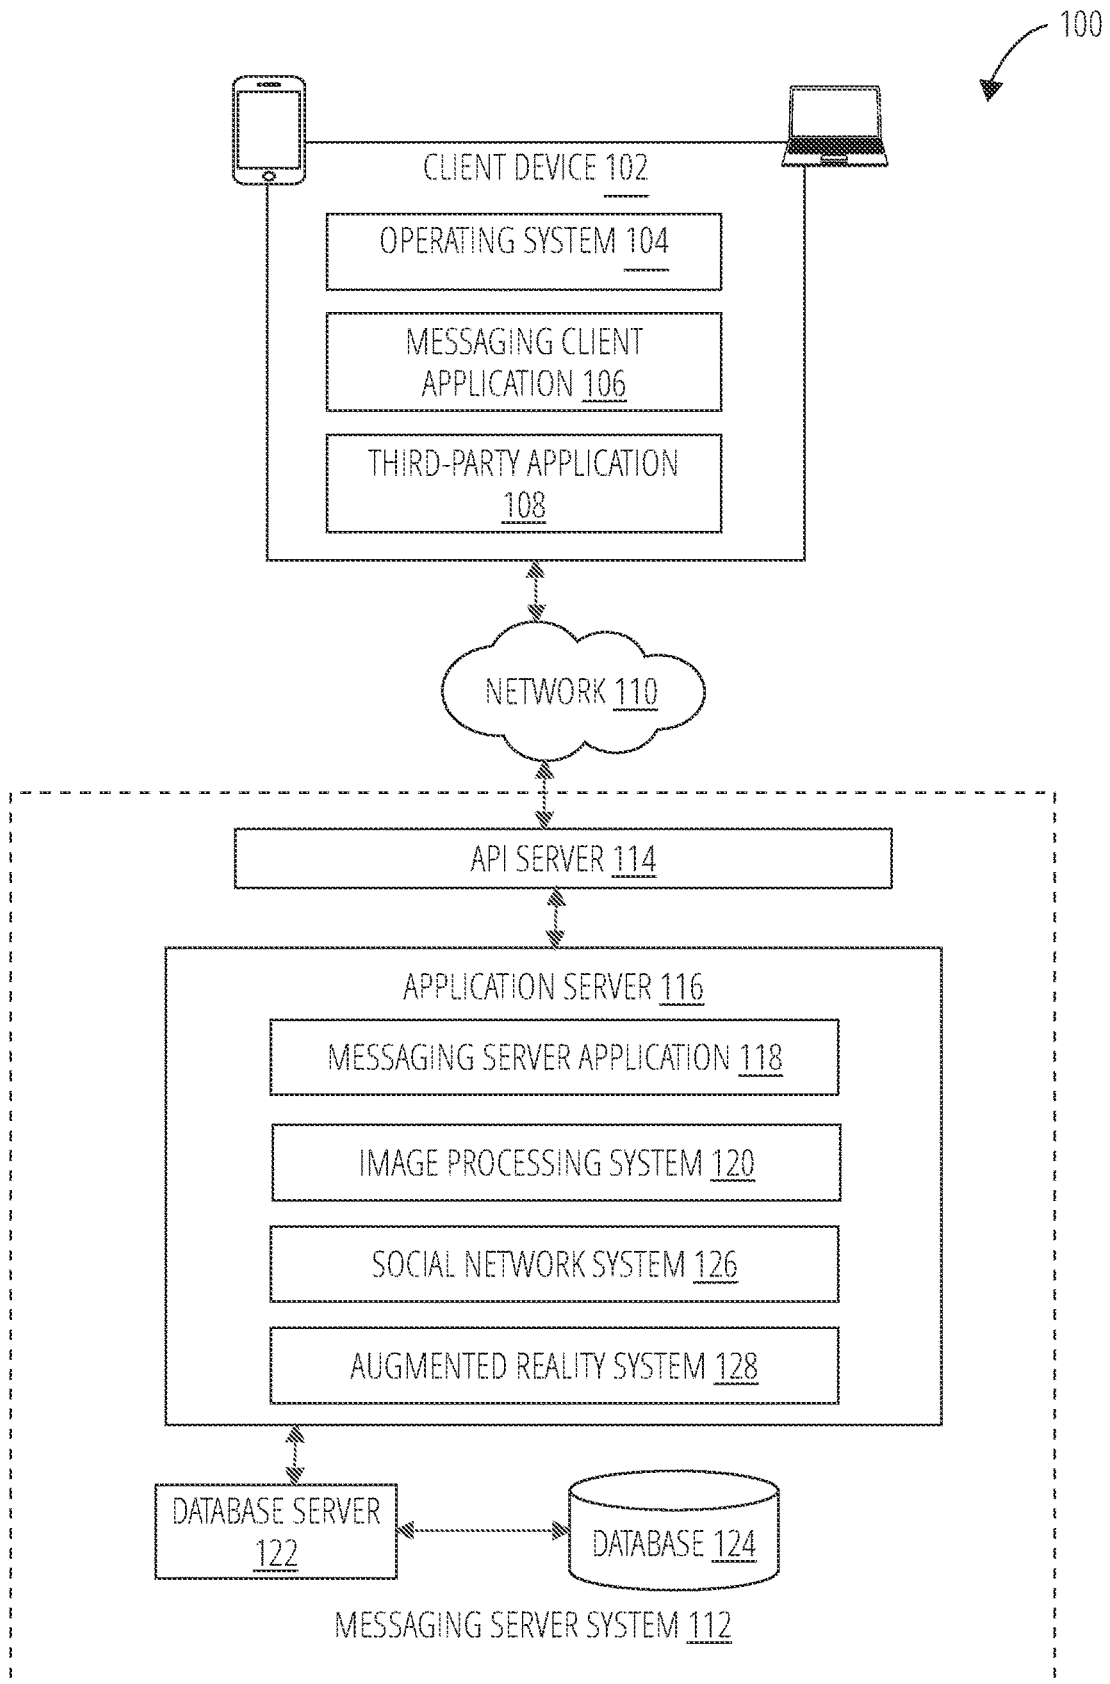 100
CLIENT DEVICE 102
OPERATING SYSTEM 104
MESSAGING CLIENT
APPLICATION 106
THIRD-PARTY APPLICATION
108
NETWORK 110
API SERVER 114
APPLICATION SERVER 116
MESSAGING SERVER APPLICATION 118
IMAGE PROCESSING SYSTEM 120
SOCIAL NETWORK SYSTEM 126
AUGMENTED REALITY SYSTEM 128
DATABASE SERVER
122
DATABASE 124
MESSAGING SERVER SYSTEM 112